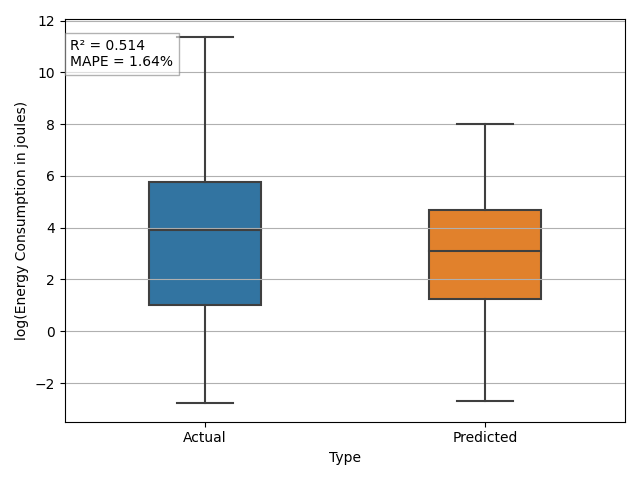 R² = 0.514
MAPE = 1.64%
12
10
8
6
4
2
0
−2
log(Energy Consumption in joules)
Actual
Predicted
Type